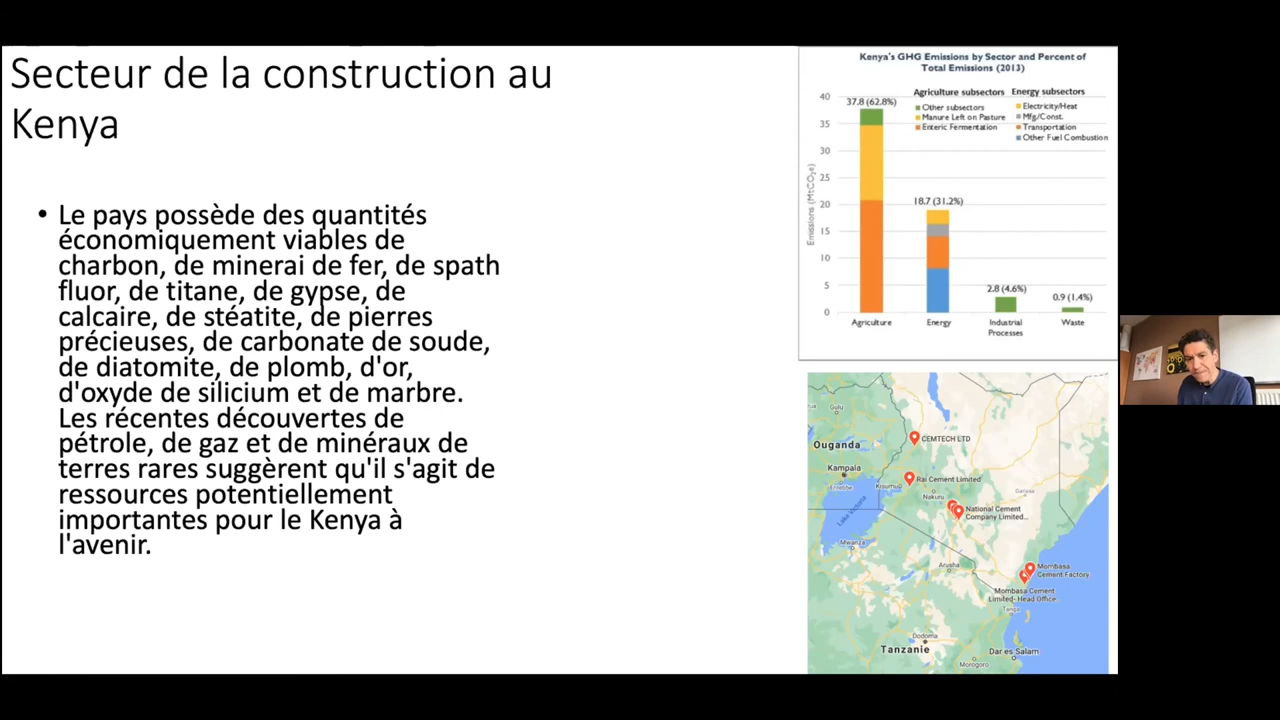 Secteur de la construction au
Kenya
• Le pays possède des quantités
économiquement viables de
charbon, de minerai de fer, de spath
fluor, de titane, de gypse, de
calcaire, de stéatite, de pierres
précieuses, de carbonate de soude,
de diatomite, de plomb, d'or,
d'oxyde de silicium et de marbre.
Les récentes découvertes de
pétrole, de gaz et de minéraux de
terres rares suggèrent qu'il s'agit de
ressources potentiellement
importantes pour le Kenya à
l'avenir.
Kenya's GHG Emissions by Sector and Percent of
Total Emissions (2013)
Agriculture subsectors
Other subsectors
Manure Left on Pasture
Enteric Fermentation
Energy subsectors
Electricity/Heat
Mfg./Const.
Transportation
Other Fuel Combustion
Emissions (MtCO₂e)
40
35
30
25
20
15
10
5
0
37.8 (62.8%)
18.7 (31.2%)
2.8 (4.6%)
0.9 (1.4%)
Agriculture
Energy
Industrial
Processes
Waste
Gulu
CEMTECH LTD
Ouganda
Kampala
Entebbe
Kisumu
Rai Cement Limited
Nakuru
Garissa
National Cement
Company Limited...
Lake Victoria
Mwanza
Arusha
Mombasa
Cement Factory
Mombasa Cement
Limited- Head Office
Tanga
Dodoma
Tanzanie
Dar es Salam
Morogoro